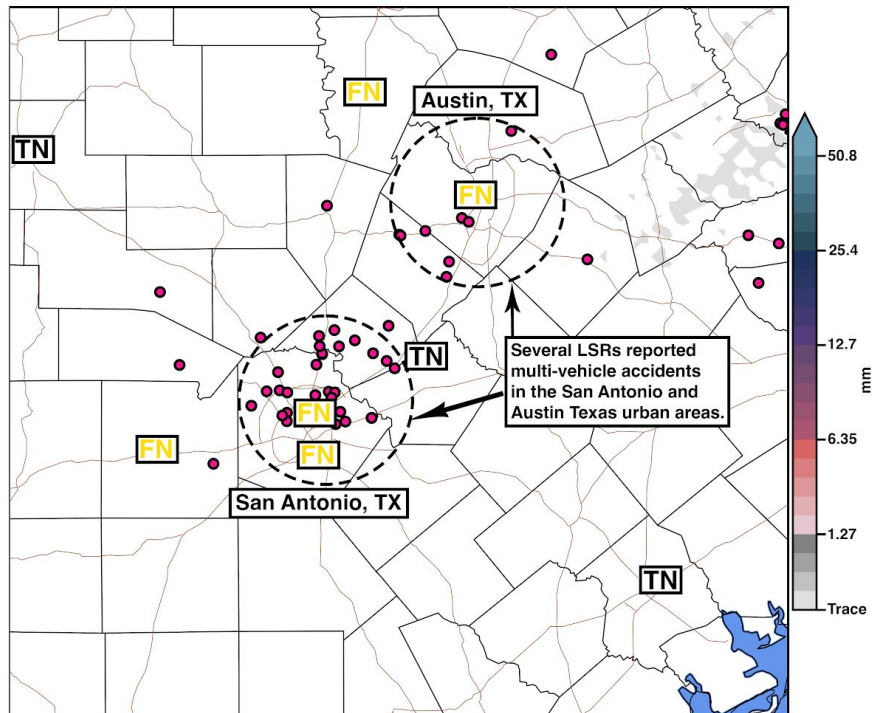 FN
Austin, TX
TN
FN
50.8
25.4
TN
12.7
Several LSRs reported
multi-vehicle accidents
in the San Antonio and
Austin Texas urban areas.
mm
FN
FN
6.35
FN
San Antonio, TX
1.27
TN
Trace